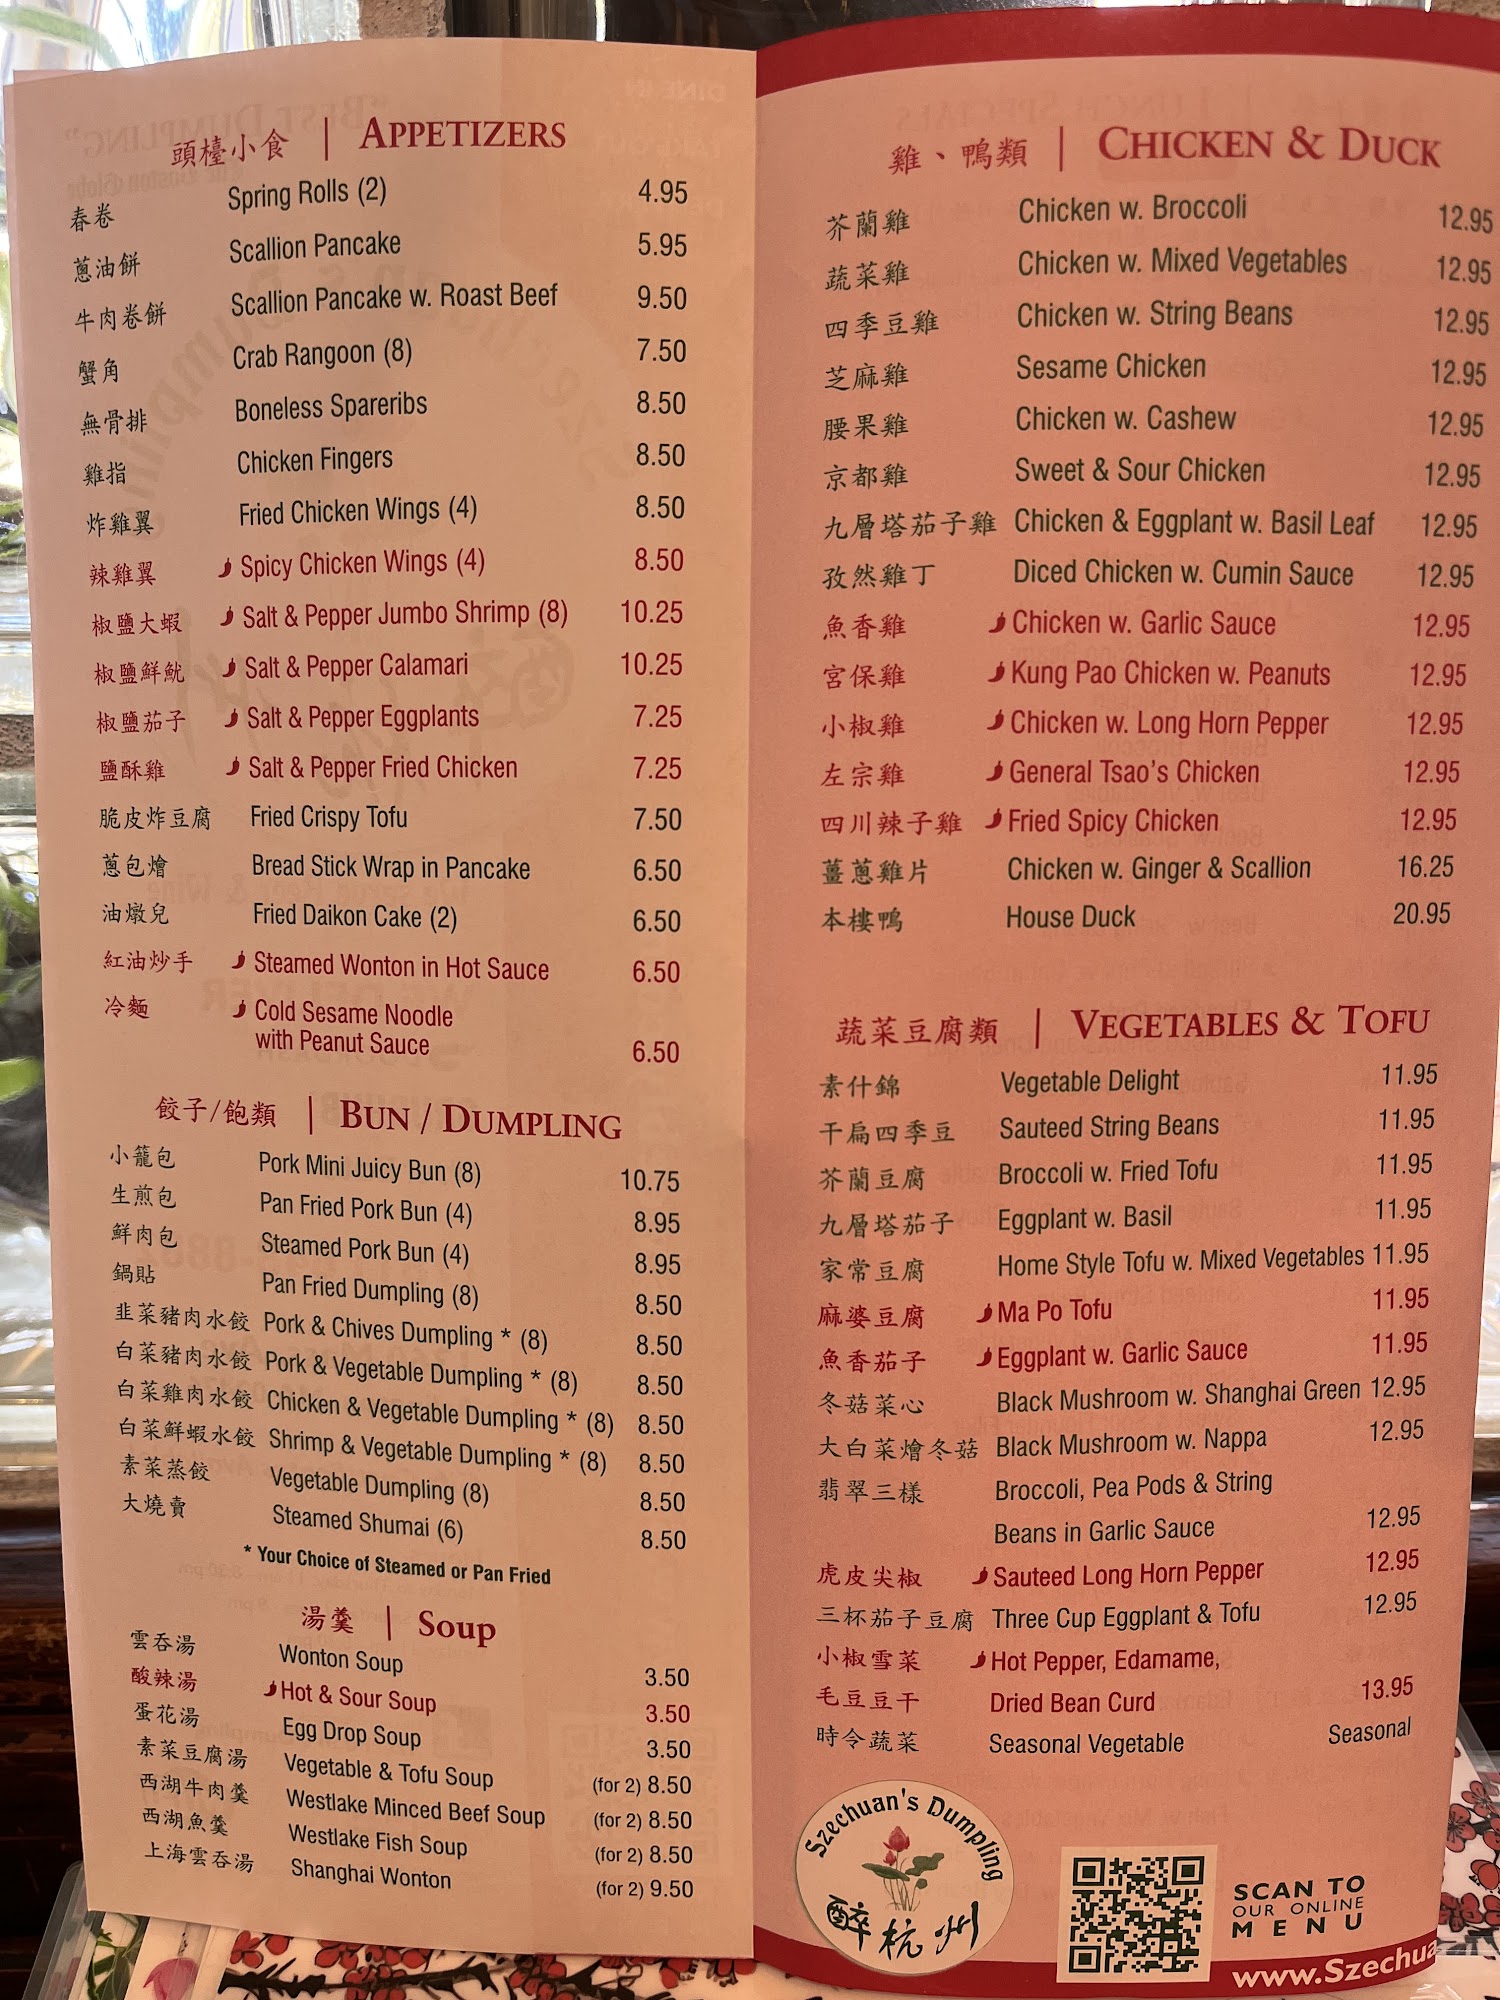 頭檯小食 | APPETIZERS
春卷 Spring Rolls (2) 4.95
蔥油餅 Scallion Pancake 5.95
牛肉卷餅 Scallion Pancake w. Roast Beef 9.50
蟹角 Crab Rangoon (8) 7.50
無骨排 Boneless Spareribs 8.50
雞指 Chicken Fingers 8.50
炸雞翼 Fried Chicken Wings (4) 8.50
辣雞翼 Spicy Chicken Wings (4) 8.50
椒鹽大蝦 Salt & Pepper Jumbo Shrimp (8) 10.25
椒鹽鮮魷 Salt & Pepper Calamari 10.25
椒鹽茄子 Salt & Pepper Eggplants 7.25
鹽酥雞 Salt & Pepper Fried Chicken 7.25
脆皮炸豆腐 Fried Crispy Tofu 7.50
蔥包燴 Bread Stick Wrap in Pancake 6.50
油燉兒 Fried Daikon Cake (2) 6.50
紅油炒手 Steamed Wonton in Hot Sauce 6.50
冷麵 Cold Sesame Noodle
with Peanut Sauce 6.50
餃子/飽類 | BUN / DUMPLING
小籠包 Pork Mini Juicy Bun (8) 10.75
生煎包 Pan Fried Pork Bun (4) 8.95
鮮肉包 Steamed Pork Bun (4) 8.95
鍋貼 Pan Fried Dumpling (8) 8.50
韭菜豬肉水餃 Pork & Chives Dumpling * (8) 8.50
白菜豬肉水餃 Pork & Vegetable Dumpling * (8) 8.50
白菜雞肉水餃 Chicken & Vegetable Dumpling * (8) 8.50
白菜鮮蝦水餃 Shrimp & Vegetable Dumpling * (8) 8.50
素菜蒸餃 Vegetable Dumpling (8) 8.50
大燒賣 Steamed Shumai (6) 8.50
* Your Choice of Steamed or Pan Fried
湯羹 | SOUP
雲吞湯 Wonton Soup 3.50
酸辣湯 Hot & Sour Soup 3.50
蛋花湯 Egg Drop Soup 3.50
素菜豆腐湯 Vegetable & Tofu Soup (for 2) 8.50
西湖牛肉羹 Westlake Minced Beef Soup (for 2) 8.50
西湖魚羹 Westlake Fish Soup (for 2) 8.50
上海雲吞湯 Shanghai Wonton (for 2) 9.50
雞、鴨類 | CHICKEN & DUCK
芥蘭雞 Chicken w. Broccoli 12.95
蔬菜雞 Chicken w. Mixed Vegetables 12.95
四季豆雞 Chicken w. String Beans 12.95
芝麻雞 Sesame Chicken 12.95
腰果雞 Chicken w. Cashew 12.95
京都雞 Sweet & Sour Chicken 12.95
九層塔茄子雞 Chicken & Eggplant w. Basil Leaf 12.95
孜然雞丁 Diced Chicken w. Cumin Sauce 12.95
魚香雞 Chicken w. Garlic Sauce 12.95
宮保雞 Kung Pao Chicken w. Peanuts 12.95
小椒雞 Chicken w. Long Horn Pepper 12.95
左宗雞 General Tsao's Chicken 12.95
四川辣子雞 Fried Spicy Chicken 12.95
薑蔥雞片 Chicken w. Ginger & Scallion 16.25
本樓鴨 House Duck 20.95
蔬菜豆腐類 | VEGETABLES & TOFU
素什錦 Vegetable Delight 11.95
干扁四季豆 Sauteed String Beans 11.95
芥蘭豆腐 Broccoli w. Fried Tofu 11.95
九層塔茄子 Eggplant w. Basil 11.95
家常豆腐 Home Style Tofu w. Mixed Vegetables 11.95
麻婆豆腐 Ma Po Tofu 11.95
魚香茄子 Eggplant w. Garlic Sauce 11.95
冬菇菜心 Black Mushroom w. Shanghai Green 12.95
大白菜燴冬菇 Black Mushroom w. Nappa 12.95
翡翠三樣 Broccoli, Pea Pods & String
Beans in Garlic Sauce 12.95
虎皮尖椒 Sauteed Long Horn Pepper 12.95
三杯茄子豆腐 Three Cup Eggplant & Tofu 12.95
小椒雪菜 Hot Pepper, Edamame,
毛豆豆干 Dried Bean Curd 13.95
時令蔬菜 Seasonal Vegetable Seasonal
Szechuan's Dumpling
醉杭州
SCAN TO
OUR ONLINE
MENU
www.Szechua